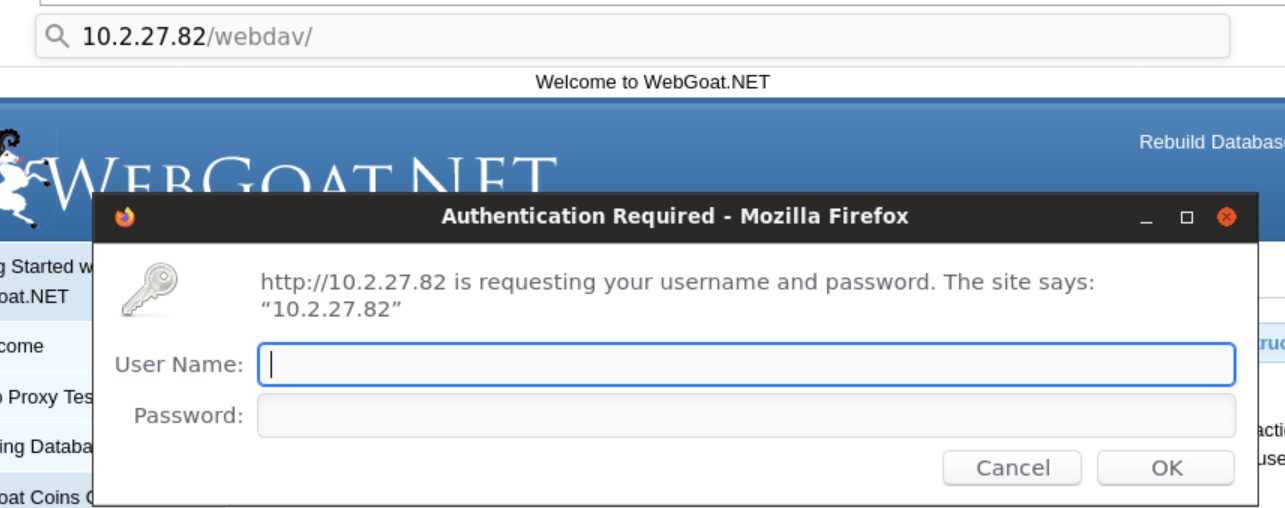 10.2.27.82/webdav/
Welcome to WebGoat.NET
Rebuild Databas
WEBGOAT.NET
Authentication Required - Mozilla Firefox
g Started w
oat.NET
come
o Proxy Tes
ing Databa
oat Coins C
http://10.2.27.82 is requesting your username and password. The site says:
“10.2.27.82”
User Name:
Password:
Cancel OK
truc
acti
use